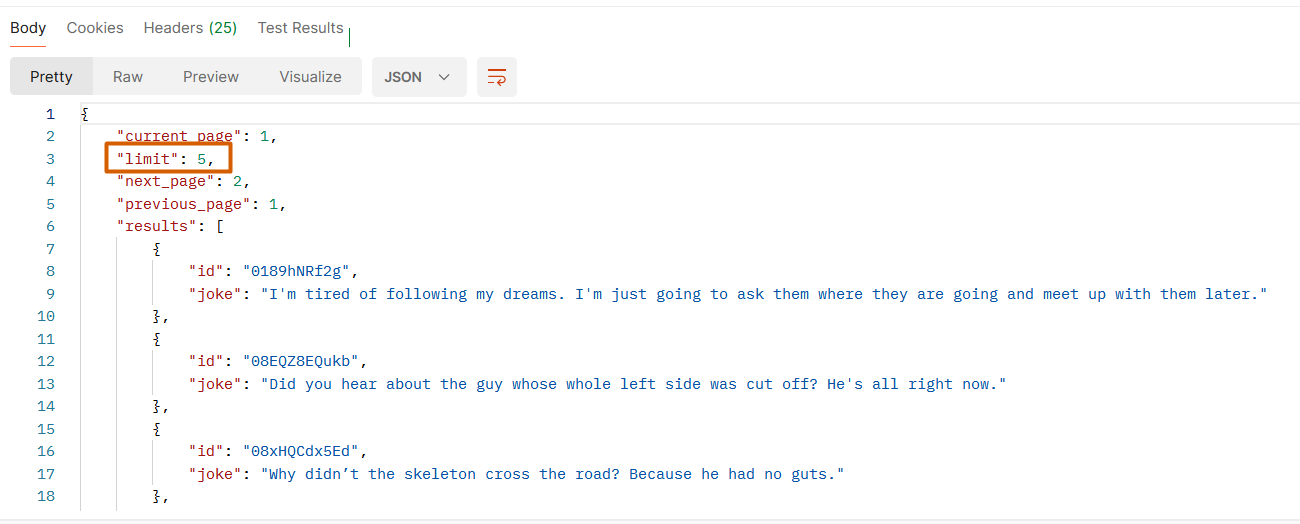 Body Cookies Headers (25) Test Results
Pretty Raw Preview Visualize JSON
1 {
2 "current_page": 1,
3 "limit": 5,
4 "next_page": 2,
5 "previous_page": 1,
6 "results": [
7 {
8 "id": "0189hNRf2g",
9 "joke": "I'm tired of following my dreams. I'm just going to ask them where they are going and meet up with them later."
10 },
11 {
12 "id": "08EQZ8EQukb",
13 "joke": "Did you hear about the guy whose whole left side was cut off? He's all right now."
14 },
15 {
16 "id": "08xHQCdx5Ed",
17 "joke": "Why didn’t the skeleton cross the road? Because he had no guts."
18 },